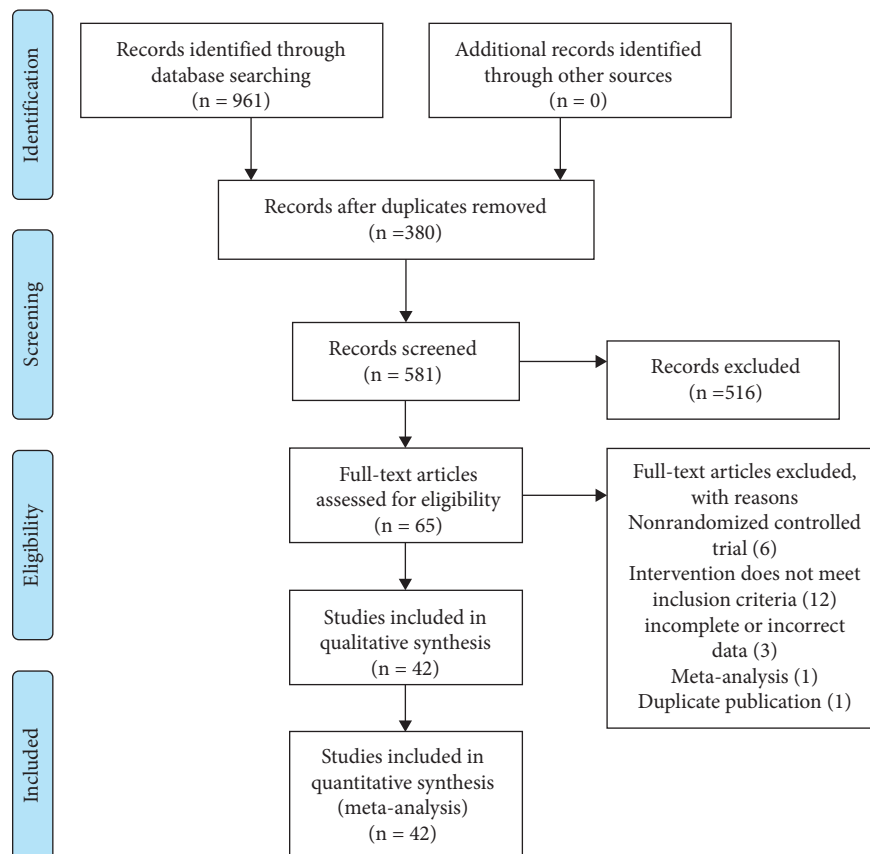 Identification
Records identified through
database searching
(n = 961)
Additional records identified
through other sources
(n = 0)
Records after duplicates removed
(n =380)
Screening
Records screened
(n = 581)
Records excluded
(n =516)
Eligibility
Full-text articles
assessed for eligibility
(n = 65)
Full-text articles excluded,
with reasons
Nonrandomized controlled
trial (6)
Intervention does not meet
inclusion criteria (12)
incomplete or incorrect
data (3)
Meta-analysis (1)
Duplicate publication (1)
Studies included in
qualitative synthesis
(n = 42)
Included
Studies included in
quantitative synthesis
(meta-analysis)
(n = 42)